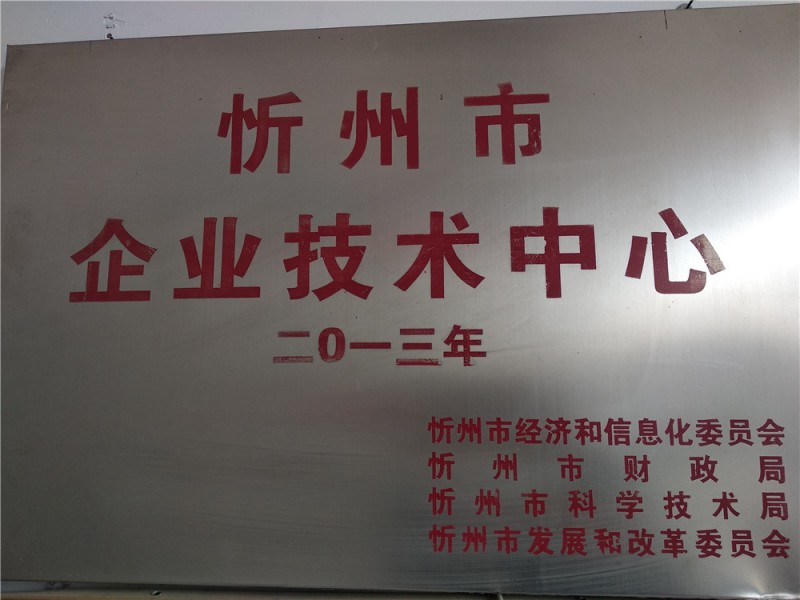 忻州市
企业技术中心
二0一三年
忻州市经济和信息化委员会
忻州市财政局
忻州市科学技术局
忻州市发展和改革委员会